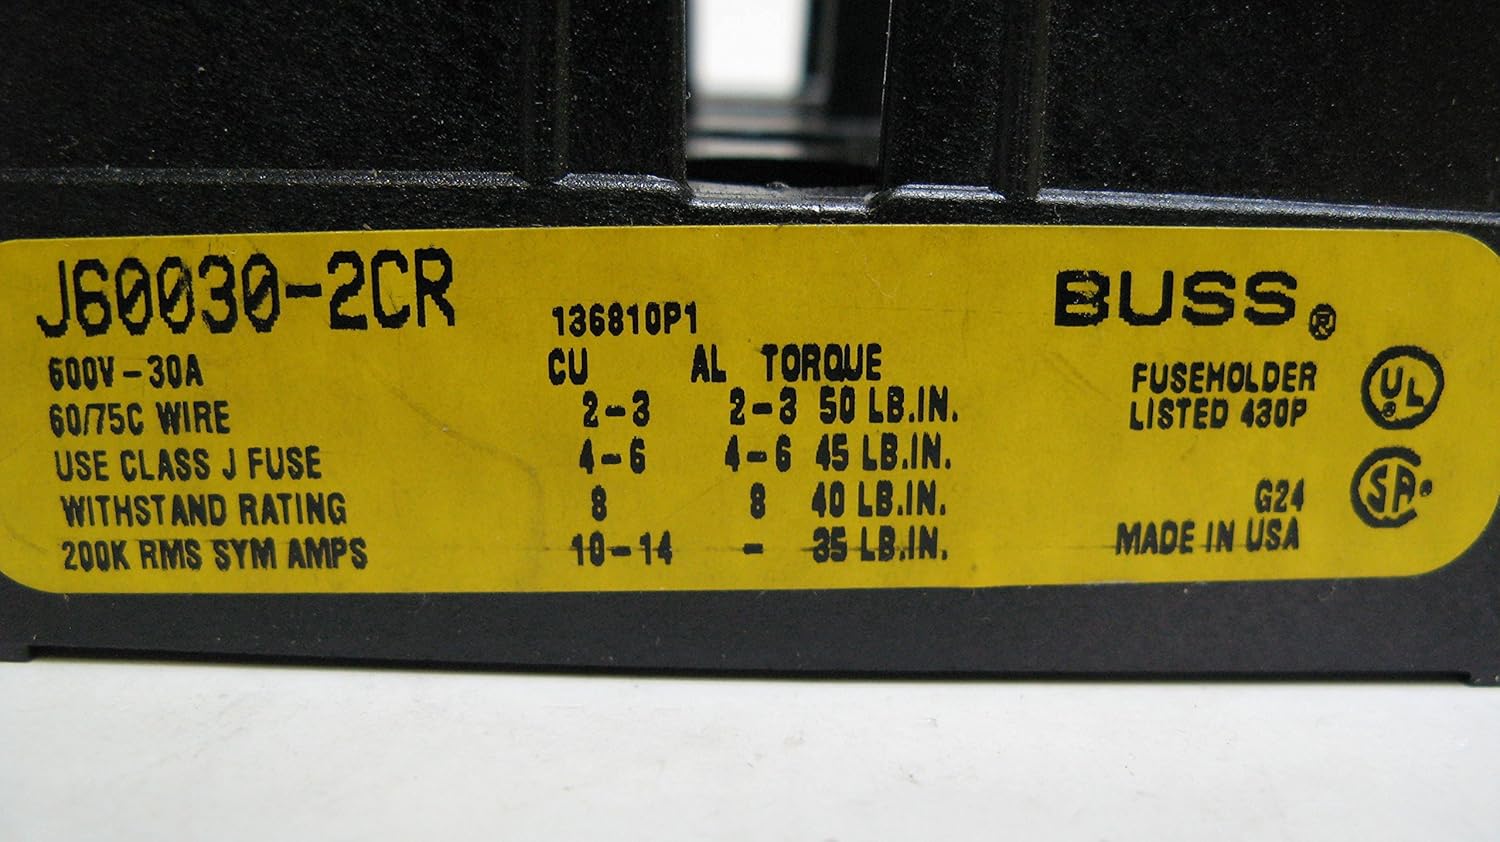 J60030-2CR
600V-30A
60/75C WIRE
USE CLASS J FUSE
WITHSTAND RATING
200K RMS SYM AMPS
136810P1
CU AL TORQUE
2-3 2-3 50 LB.IN.
4-6 4-6 45 LB.IN.
8 8 40 LB.IN.
10-14 - 35 LB.IN.
BUSS®
FUSEHOLDER
LISTED 430P
UL®
G24
MADE IN USA
SA®